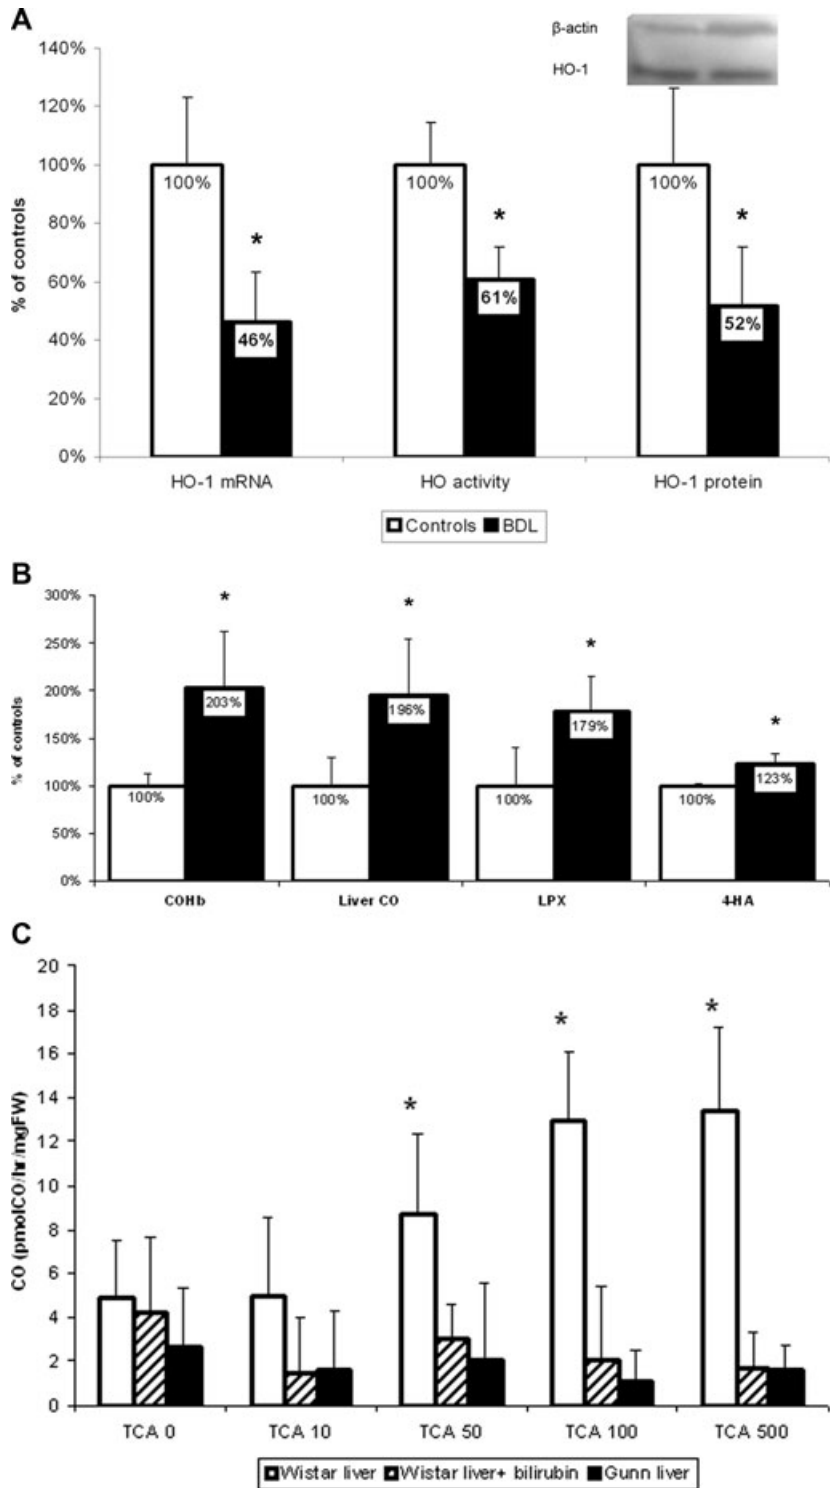 A
β-actin
HO-1
140%
120%
100%
80%
60%
40%
20%
0%
% of controls
100%
*
46%
100%
*
61%
100%
*
52%
HO-1 mRNA
HO activity
HO-1 protein
Controls
BDL
B
300%
250%
200%
150%
100%
50%
0%
% of controls
100%
*
203%
100%
*
196%
100%
*
179%
100%
*
123%
COHb
Liver CO
LPX
4-HA
C
20
18
16
14
12
10
8
6
4
2
0
CO (pmolCO/hr/mgFW)
*
*
*
TCA 0
TCA 10
TCA 50
TCA 100
TCA 500
Wistar liver
Wistar liver+ bilirubin
Gunn liver